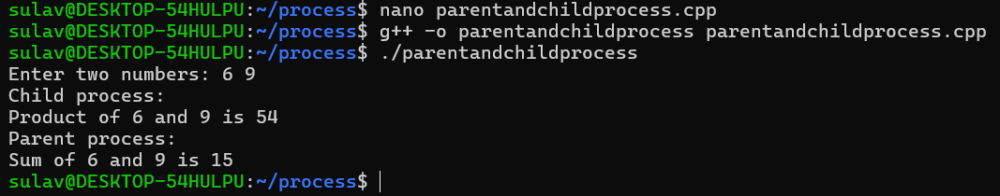 sulav@DESKTOP-54HULPU:~/process$ nano parentandchildprocess.cpp
sulav@DESKTOP-54HULPU:~/process$ g++ -o parentandchildprocess parentandchildprocess.cpp
sulav@DESKTOP-54HULPU:~/process$ ./parentandchildprocess
Enter two numbers: 6 9
Child process:
Product of 6 and 9 is 54
Parent process:
Sum of 6 and 9 is 15
sulav@DESKTOP-54HULPU:~/process$